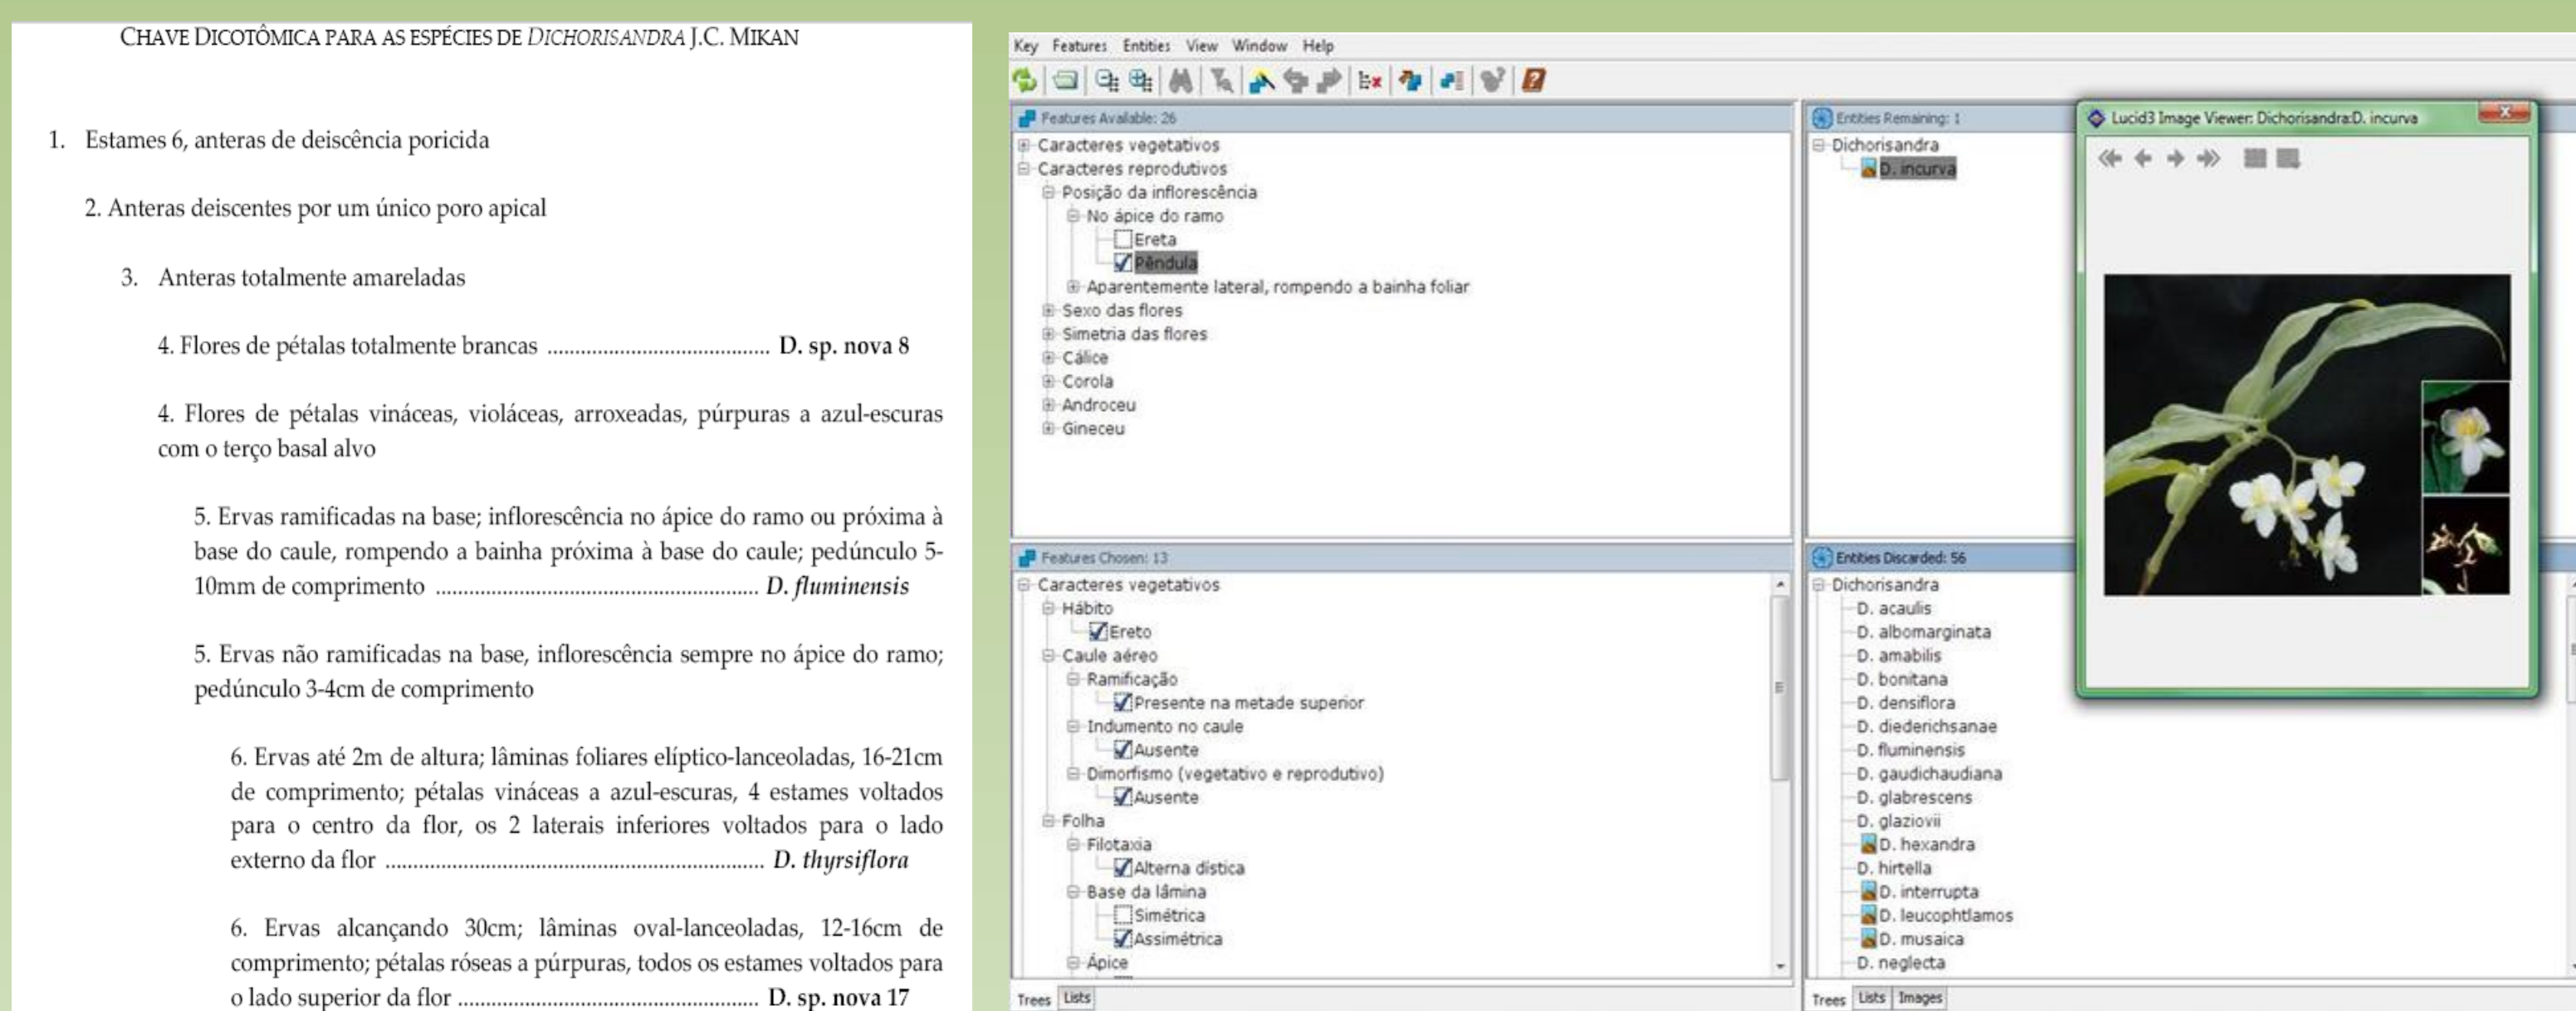 CHAVE DICOTÔMICA PARA AS ESPÉCIES DE DICHORISANDRA J.C. MIKAN
1. Estames 6, anteras de deiscência poricida
2. Anteras deiscentes por um único poro apical
3. Anteras totalmente amareladas
4. Flores de pétalas totalmente brancas ........................................ D. sp. nova 8
4. Flores de pétalas vináceas, violáceas, arroxeadas, púrpuras a azul-escuras
com o terço basal alvo
5. Ervas ramificadas na base; inflorescência no ápice do ramo ou próxima à
base do caule, rompendo a bainha próxima à base do caule; pedúnculo 5-
10mm de comprimento .......................................................... D. fluminensis
5. Ervas não ramificadas na base, inflorescência sempre no ápice do ramo;
pedúnculo 3-4cm de comprimento
6. Ervas até 2m de altura; lâminas foliares elíptico-lanceoladas, 16-21cm
de comprimento; pétalas vináceas a azul-escuras, 4 estames voltados
para o centro da flor, os 2 laterais inferiores voltados para o lado
externo da flor .................................................................... D. thyrsiflora
6. Ervas alcançando 30cm; lâminas oval-lanceoladas, 12-16cm de
comprimento; pétalas róseas a púrpuras, todos os estames voltados para
o lado superior da flor ...................................................... D. sp. nova 17
Key Features Entities View Window Help
Features Available: 26
Caracteres vegetativos
Caracteres reprodutivos
Posição da inflorescência
No ápice do ramo
Ereta
Pêndula
Aparentemente lateral, rompendo a bainha foliar
Sexo das flores
Simetria das flores
Cálice
Corola
Androceu
Gineceu
Features Chosen: 13
Caracteres vegetativos
Hábito
Ereto
Caule aéreo
Ramificação
Presente na metade superior
Indumento no caule
Ausente
Dimorfismo (vegetativo e reprodutivo)
Ausente
Folha
Filotaxia
Alterna dística
Base da lâmina
Simétrica
Assimétrica
Ápice
Trees Lists
Entities Remaining: 1
Dichorisandra
D. incurva
Lucid3 Image Viewer: Dichorisandra:D. incurva
Entities Discarded: 56
Dichorisandra
D. acaulis
D. albomarginata
D. amabilis
D. bonitana
D. densiflora
D. diederichsanae
D. fluminensis
D. gaudichaudiana
D. glabrescens
D. glaziovii
D. hexandra
D. hirtella
D. interrupta
D. leucophtlamos
D. musaica
D. neglecta
Trees Lists Images